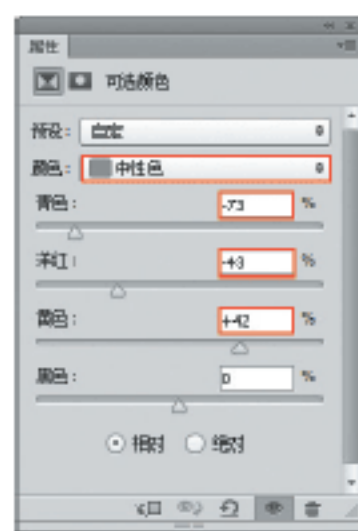 属性
可选颜色
预设： 自定
颜色： 中性色
青色： -73 %
洋红： -43 %
黄色： +42 %
黑色： 0 %
相对 绝对